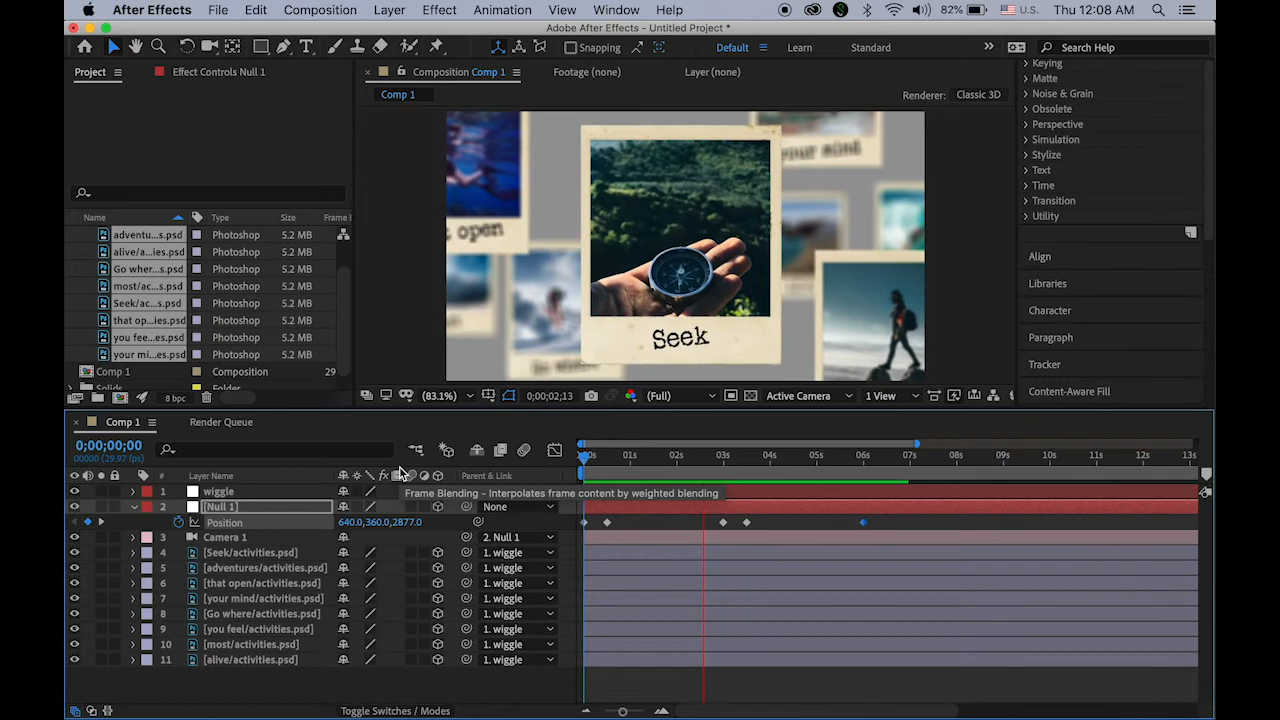 After Effects File Edit Composition Layer Effect Animation View Window Help 82% U.S. Thu 12:08 AM
Adobe After Effects - Untitled Project *
Snapping Default Learn Standard Search Help
Project Effect Controls Null 1 Composition Comp 1 Footage (none) Layer (none)
Comp 1 Renderer: Classic 3D
Keying
Matte
Noise & Grain
Obsolete
Perspective
Simulation
Stylize
Text
Time
Transition
Utility
Align
Libraries
Character
Paragraph
Tracker
Content-Aware Fill
your mind
t open
Seek
Name Type Size Frame I
adventu...s.psd Photoshop 5.2 MB
alive/a...ies.psd Photoshop 5.2 MB
Go wher...s.psd Photoshop 5.2 MB
most/ac...s.psd Photoshop 5.2 MB
Seek/ac...s.psd Photoshop 5.2 MB
that op...ies.psd Photoshop 5.2 MB
you fee...es.psd Photoshop 5.2 MB
your mi...es.psd Photoshop 5.2 MB
Comp 1 Composition 29
Solids Folder
8 bpc
(83.1%) 0;00;02;13 (Full) Active Camera 1 View
Comp 1 Render Queue
0;00;00;00
00000 (29.97 fps)
00s 01s 02s 03s 04s 05s 06s 07s 08s 09s 10s 11s 12s 13s
# Layer Name Parent & Link
Frame Blending - Interpolates frame content by weighted blending
1 wiggle
2 [Null 1] None
Position 640.0,360.0,2877.0
3 Camera 1 2. Null 1
4 [Seek/activities.psd] 1. wiggle
5 [adventures/activities.psd] 1. wiggle
6 [that open/activities.psd] 1. wiggle
7 [your mind/activities.psd] 1. wiggle
8 [Go where/activities.psd] 1. wiggle
9 [you feel/activities.psd] 1. wiggle
10 [most/activities.psd] 1. wiggle
11 [alive/activities.psd] 1. wiggle
Toggle Switches / Modes